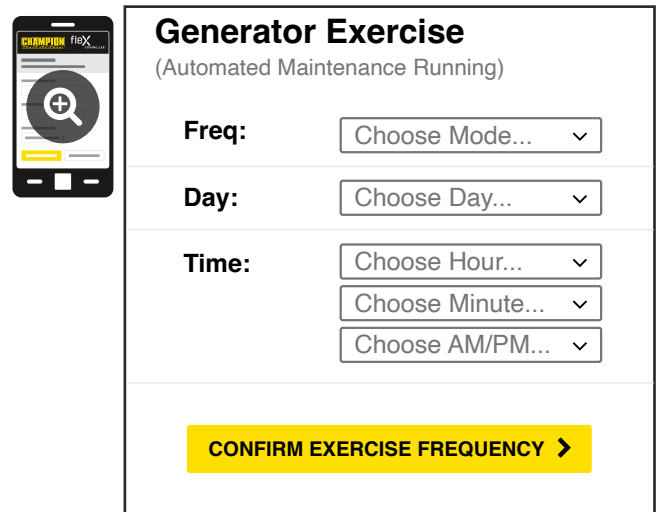 CHAMPION fleX
CONTROLLER
Generator Exercise
(Automated Maintenance Running)
Freq: Choose Mode...
Day: Choose Day...
Time: Choose Hour...
Choose Minute...
Choose AM/PM...
CONFIRM EXERCISE FREQUENCY